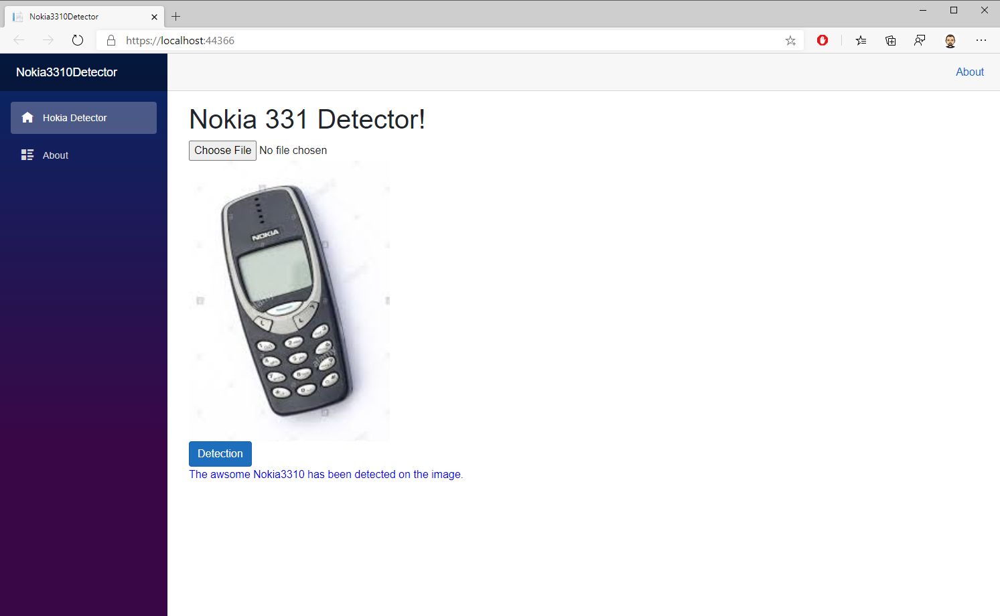 Nokia3310Detector
https://localhost:44366
Nokia3310Detector
About
Hokia Detector
About
Nokia 331 Detector!
Choose File No file chosen
NOKIA
alamy
Detection
The awsome Nokia3310 has been detected on the image.